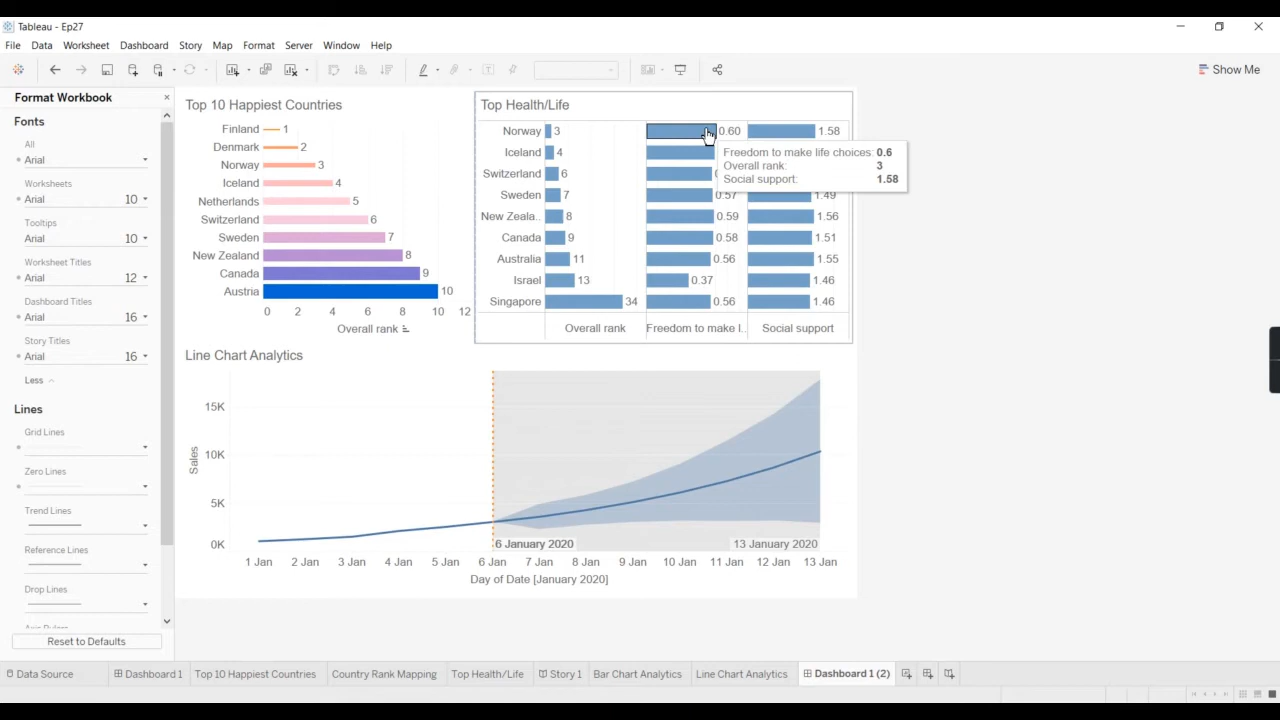 Tableau - Ep27
File Data Worksheet Dashboard Story Map Format Server Window Help
Show Me
Format Workbook
Fonts
All
Arial
Worksheets
Arial 10
Tooltips
Arial 10
Worksheet Titles
Arial 12
Dashboard Titles
Arial 16
Story Titles
Arial 16
Less
Lines
Grid Lines
Zero Lines
Trend Lines
Reference Lines
Drop Lines
Reset to Defaults
Top 10 Happiest Countries
Finland 1
Denmark 2
Norway 3
Iceland 4
Netherlands 5
Switzerland 6
Sweden 7
New Zealand 8
Canada 9
Austria 10
0 2 4 6 8 10 12
Overall rank
Top Health/Life
Norway 3 0.60 1.58
Iceland 4
Switzerland 6
Sweden 7 0.57 1.49
New Zeala.. 8 0.59 1.56
Canada 9 0.58 1.51
Australia 11 0.56 1.55
Israel 13 0.37 1.46
Singapore 34 0.56 1.46
Overall rank Freedom to make l.. Social support
Freedom to make life choices: 0.6
Overall rank: 3
Social support: 1.58
Line Chart Analytics
15K
10K
5K
0K
Sales
6 January 2020 13 January 2020
1 Jan 2 Jan 3 Jan 4 Jan 5 Jan 6 Jan 7 Jan 8 Jan 9 Jan 10 Jan 11 Jan 12 Jan 13 Jan
Day of Date [January 2020]
Data Source Dashboard 1 Top 10 Happiest Countries Country Rank Mapping Top Health/Life Story 1 Bar Chart Analytics Line Chart Analytics Dashboard 1 (2)